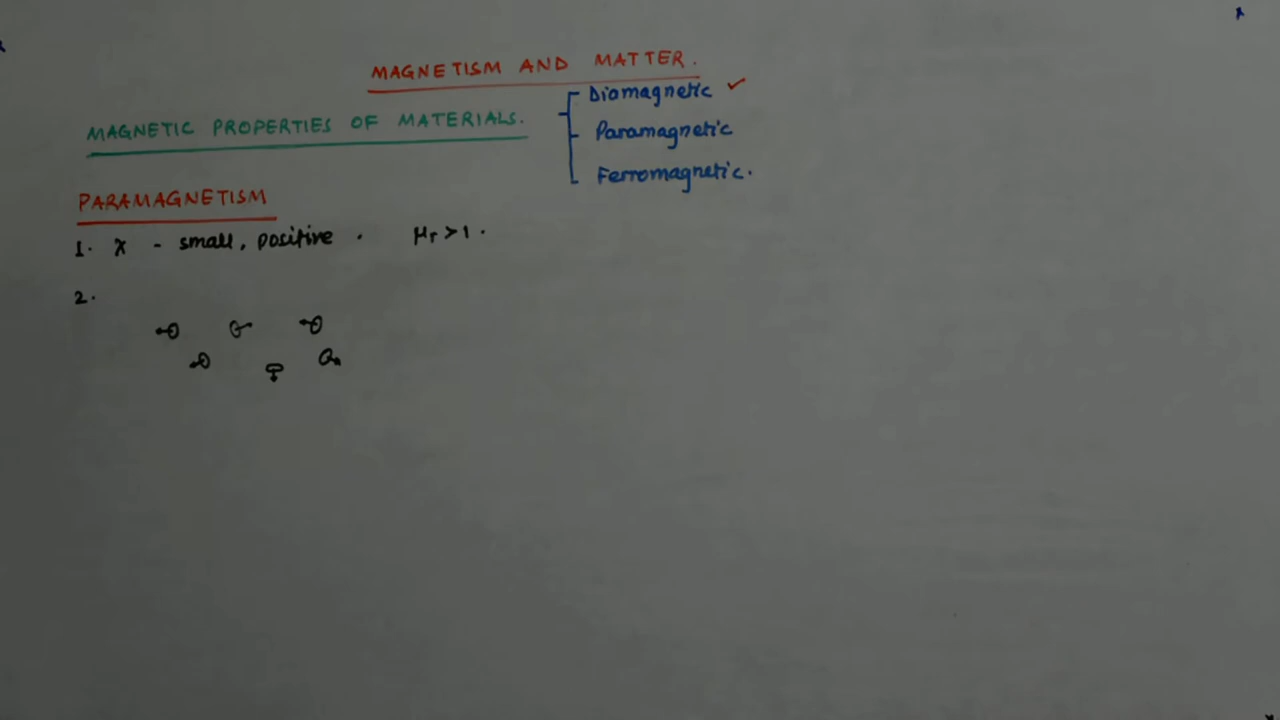 MAGNETISM AND MATTER.
MAGNETIC PROPERTIES OF MATERIALS.
Diamagnetic ✓
Paramagnetic
Ferromagnetic.
PARAMAGNETISM
1. χ - small, positive. μr > 1.
2.